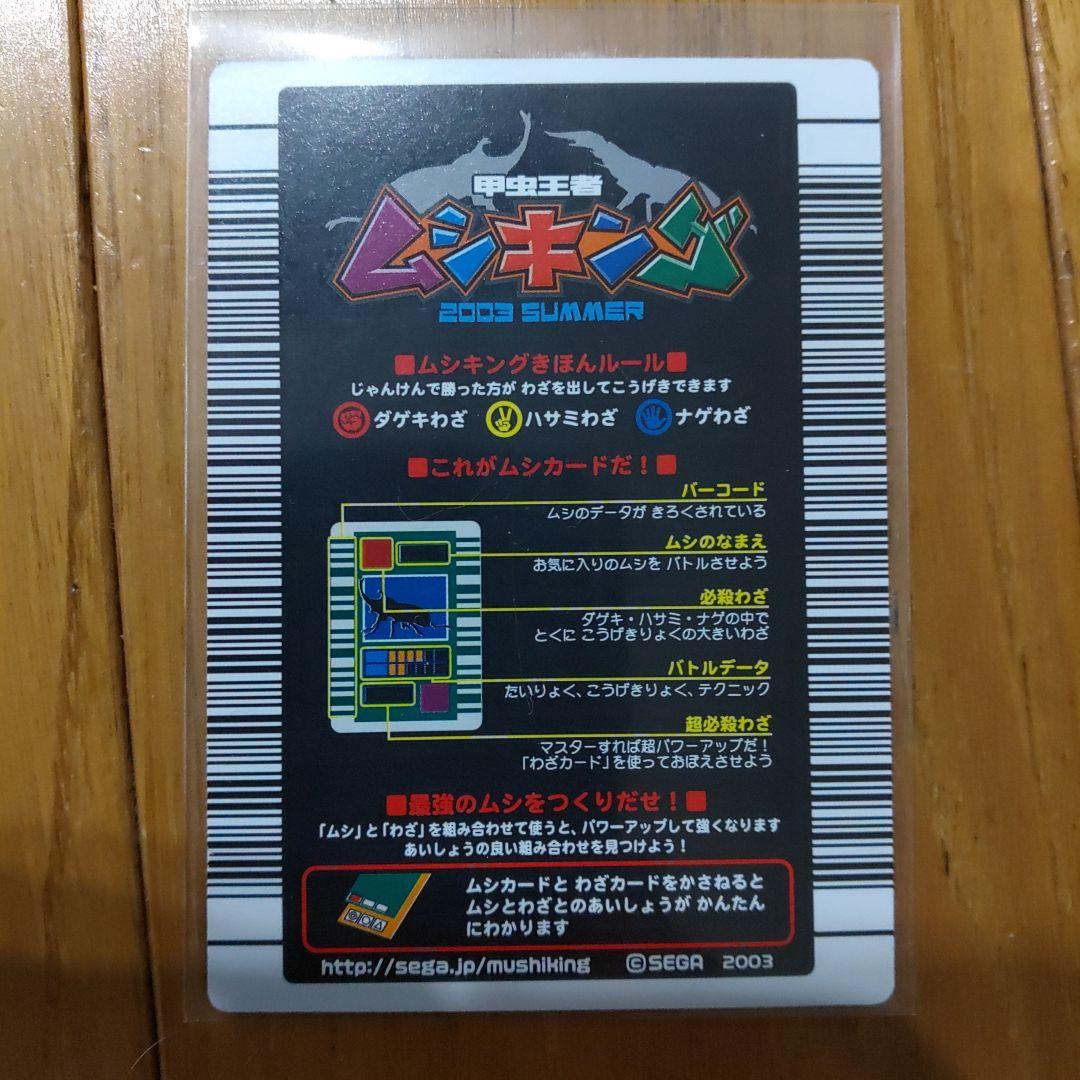 甲虫王者
ムシキング
2003 SUMMER
■ムシキングきほんルール■
じゃんけんで勝った方が わざを出してこうげきできます
ダゲキわざ ハサミわざ ナゲわざ
■これがムシカードだ！■
バーコード
ムシのデータが きろくされている
ムシのなまえ
お気に入りのムシを バトルさせよう
必殺わざ
ダゲキ・ハサミ・ナゲの中で
とくに こうげきりょくの大きいわざ
バトルデータ
たいりょく、こうげきりょく、テクニック
超必殺わざ
マスターすれば超パワーアップだ！
「わざカード」を使っておぼえさせよう
■最強のムシをつくりだせ！■
「ムシ」と「わざ」を組み合わせて使うと、パワーアップして強くなります
あいしょうの良い組み合わせを見つけよう！
ムシカードと わざカードをかさねると
ムシとわざとのあいしょうが かんたん
にわかります
http://sega.jp/mushiking ©SEGA 2003